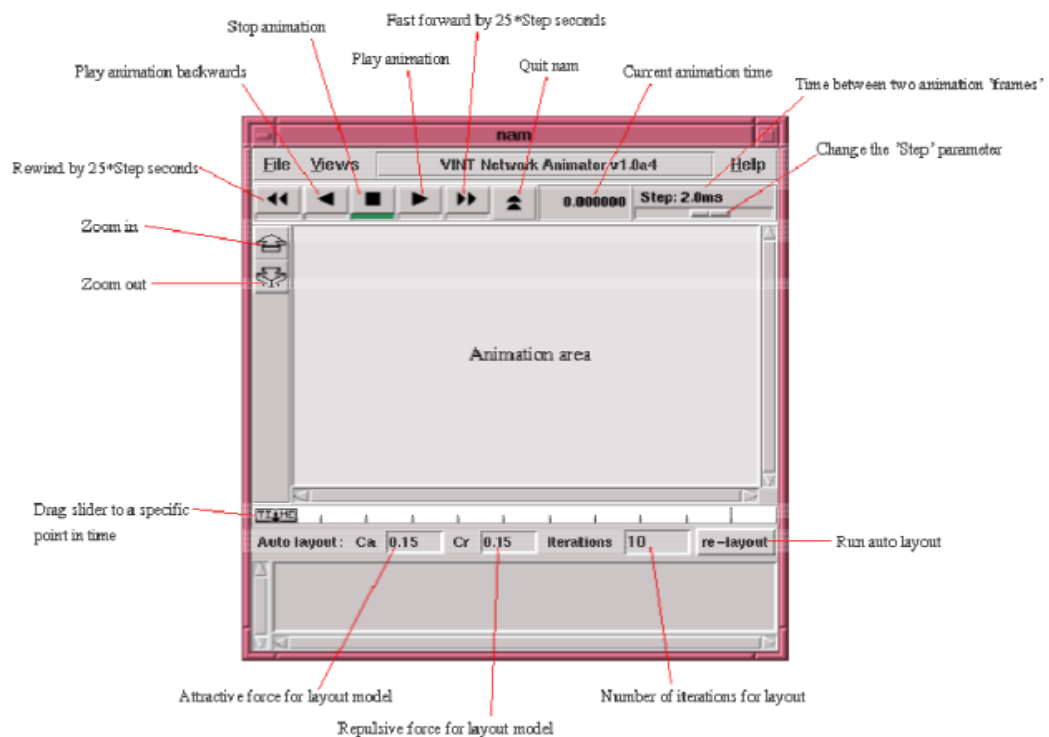 Fast forward by 25*Step seconds
Stop animation
Play animation
Quit nam
Play animation backwards
Current animation time
Time between two animation 'frames'
nam
Change the 'Step' parameter
File Views VINT Network Animator v1.0a4 Help
Rewind by 25*Step seconds
0.000000 Step: 2.0ms
Zoom in
Zoom out
Animation area
Drag slider to a specific
point in time
TIME
Auto layout: Ca 0.15 Cr 0.15 Iterations 10 re-layout
Run auto layout
Attractive force for layout model
Number of iterations for layout
Repulsive force for layout model